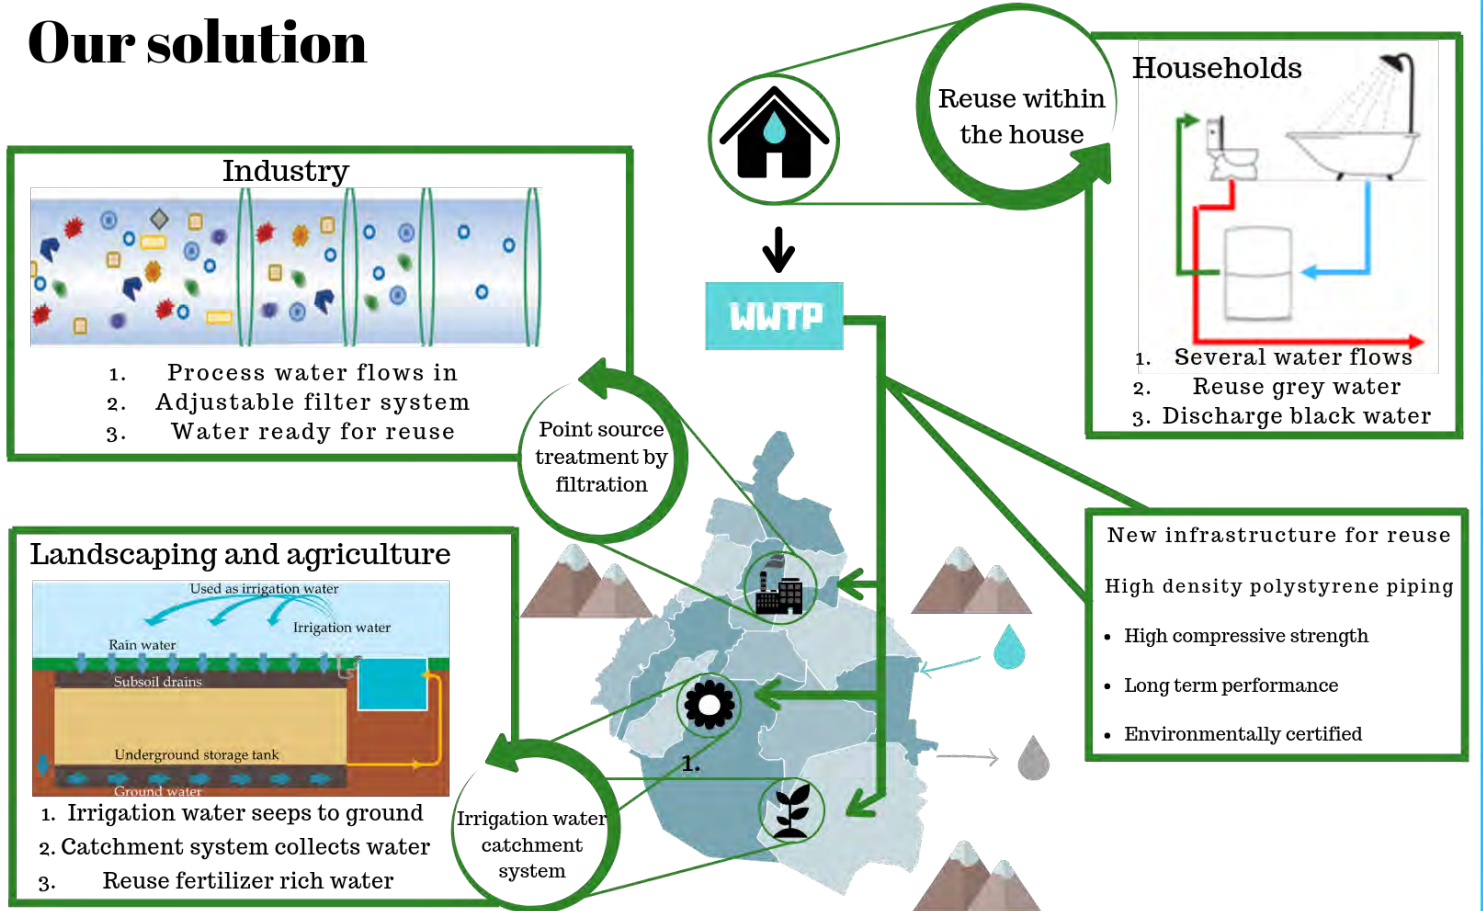 Our solution
Industry
1. Process water flows in
2. Adjustable filter system
3. Water ready for reuse
Point source
treatment by
filtration
Reuse within
the house
Households
1. Several water flows
2. Reuse grey water
3. Discharge black water
WWTP
New infrastructure for reuse
High density polystyrene piping
• High compressive strength
• Long term performance
• Environmentally certified
Landscaping and agriculture
Used as irrigation water
Irrigation water
Rain water
Subsoil drains
Underground storage tank
Ground water
1. Irrigation water seeps to ground
2. Catchment system collects water
3. Reuse fertilizer rich water
Irrigation water
catchment
system
1.